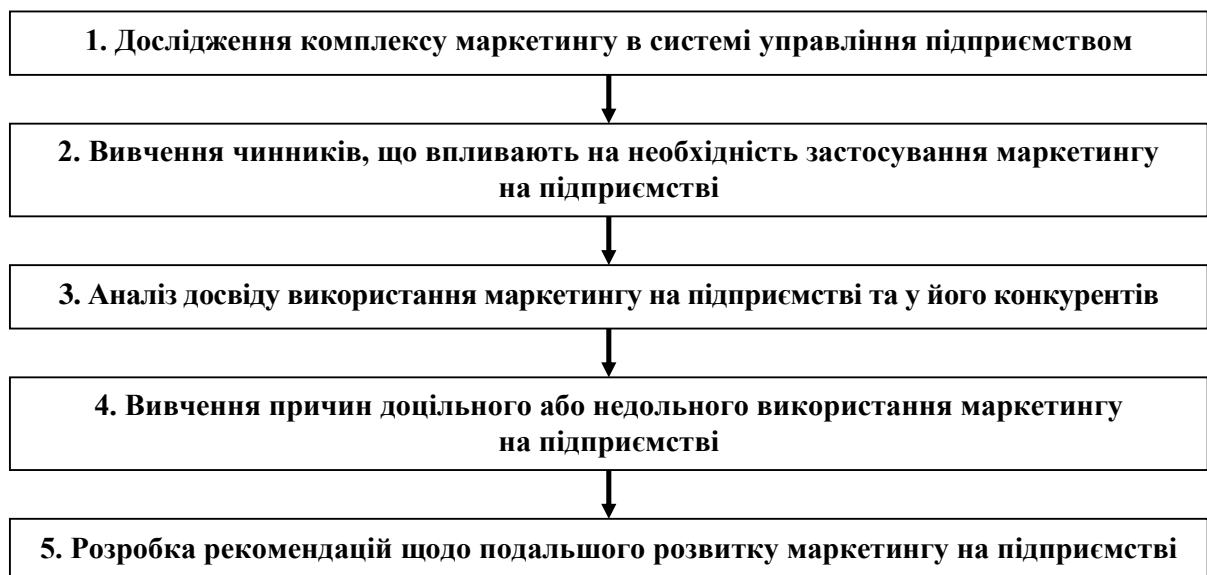 1. Дослідження комплексу маркетингу в системі управління підприємством
2. Вивчення чинників, що впливають на необхідність застосування маркетингу
на підприємстві
3. Аналіз досвіду використання маркетингу на підприємстві та у його конкурентів
4. Вивчення причин доцільного або недольного використання маркетингу
на підприємстві
5. Розробка рекомендацій щодо подальшого розвитку маркетингу на підприємстві